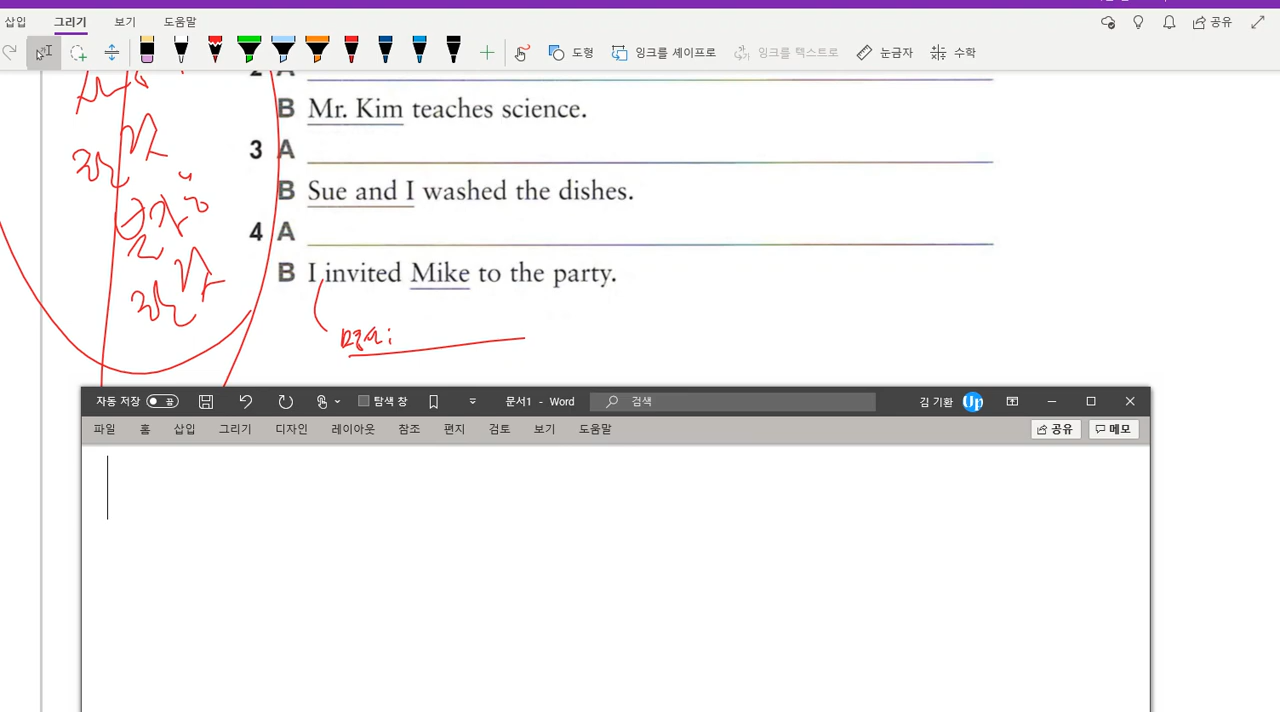 삽입 그리기 보기 도움말 공유
도형 잉크를 셰이프로 잉크를 텍스트로 눈금자 수학
2 A
B Mr. Kim teaches science.
3 A
B Sue and I washed the dishes.
4 A
B I invited Mike to the party.
명사 :
자동 저장 끔 탐색 창 문서1 - Word 검색 김 기환 Up
파일 홈 삽입 그리기 디자인 레이아웃 참조 편지 검토 보기 도움말 공유 메모